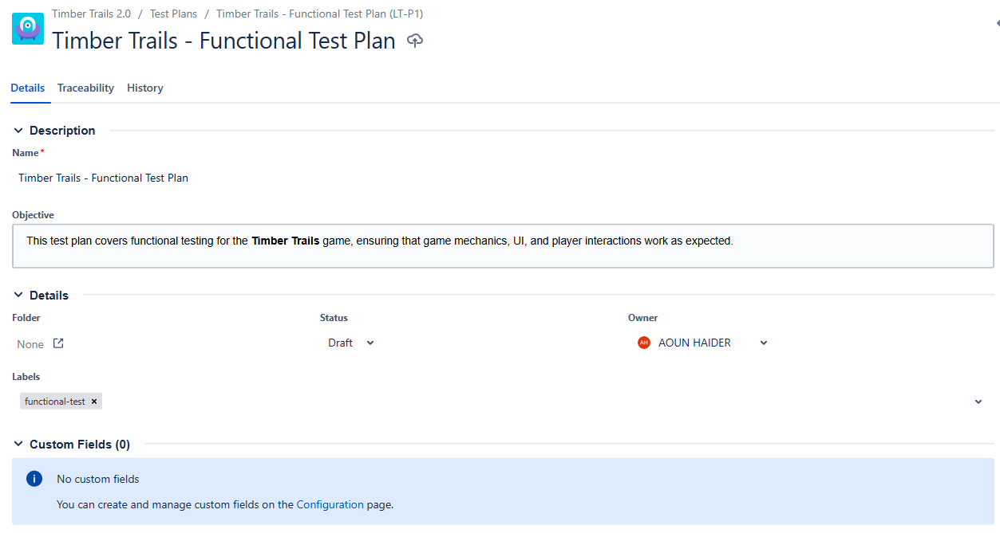 Timber Trails 2.0 / Test Plans / Timber Trails - Functional Test Plan (LT-P1)
Timber Trails - Functional Test Plan
Details Traceability History
Description
Name*
Timber Trails - Functional Test Plan
Objective
This test plan covers functional testing for the Timber Trails game, ensuring that game mechanics, UI, and player interactions work as expected.
Details
Folder Status Owner
None Draft AH AOUN HAIDER
Labels
functional-test ×
Custom Fields (0)
No custom fields
You can create and manage custom fields on the Configuration page.